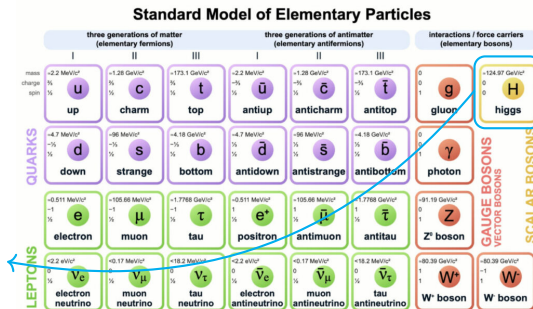 Standard Model of Elementary Particles
three generations of matter
(elementary fermions)
three generations of antimatter
(elementary antifermions)
interactions / force carriers
(elementary bosons)
I II III I II III
mass ≈2.2 MeV/c² ≈1.28 GeV/c² ≈173.1 GeV/c² ≈2.2 MeV/c² ≈1.28 GeV/c² ≈173.1 GeV/c² 0 ≈124.97 GeV/c²
charge ⅔ ⅔ ⅔ -⅔ -⅔ -⅔ 0 0
spin ½ ½ ½ ½ ½ ½ 1 0
u c t ū c̄ t̄ g H
up charm top antiup anticharm antitop gluon higgs
≈4.7 MeV/c² ≈96 MeV/c² ≈4.18 GeV/c² ≈4.7 MeV/c² ≈96 MeV/c² ≈4.18 GeV/c² 0
-⅓ -⅓ -⅓ ⅓ ⅓ ⅓ 0
½ ½ ½ ½ ½ ½ 1
d s b d̄ s̄ b̄ γ
down strange bottom antidown antistrange antibottom photon
QUARKS
≈0.511 MeV/c² ≈105.66 MeV/c² ≈1.7768 GeV/c² ≈0.511 MeV/c² ≈105.66 MeV/c² ≈1.7768 GeV/c² ≈91.19 GeV/c²
-1 -1 -1 1 1 1 0
½ ½ ½ ½ ½ ½ 1
e μ τ e⁺ μ̄ τ̄ Z
electron muon tau positron antimuon antitau Z⁰ boson
<2.2 eV/c² <0.17 MeV/c² <18.2 MeV/c² <2.2 eV/c² <0.17 MeV/c² <18.2 MeV/c² ≈80.39 GeV/c² ≈80.39 GeV/c²
0 0 0 0 0 0 1 -1
½ ½ ½ ½ ½ ½ 1 1
νe νμ ντ ν̄e ν̄μ ν̄τ W⁺ W⁻
electron muon tau electron muon tau W⁺ boson W⁻ boson
neutrino neutrino neutrino antineutrino antineutrino antineutrino
LEPTONS
GAUGE BOSONS
VECTOR BOSONS
SCALAR BOSONS